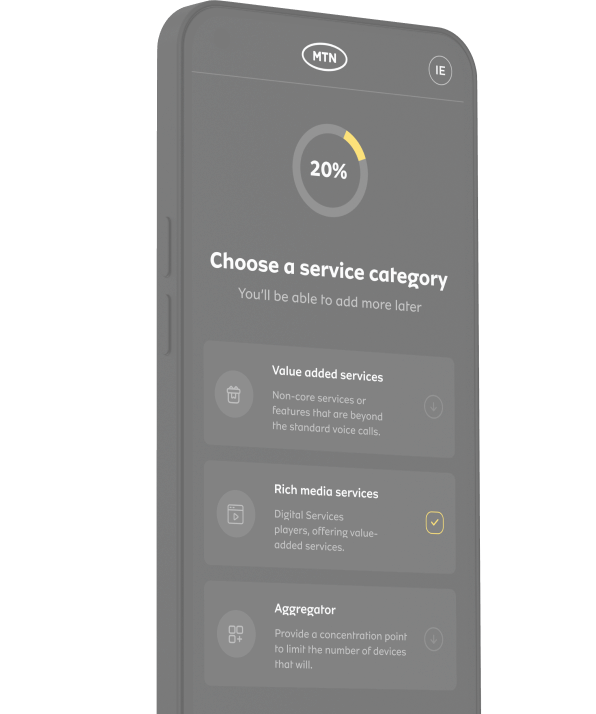 MTN
IE
20%
Choose a service category
You'll be able to add more later
Value added services
Non-core services or
features that are beyond
the standard voice calls.
Rich media services
Digital Services
players, offering value-
added services.
Aggregator
Provide a concentration point
to limit the number of devices
that will.